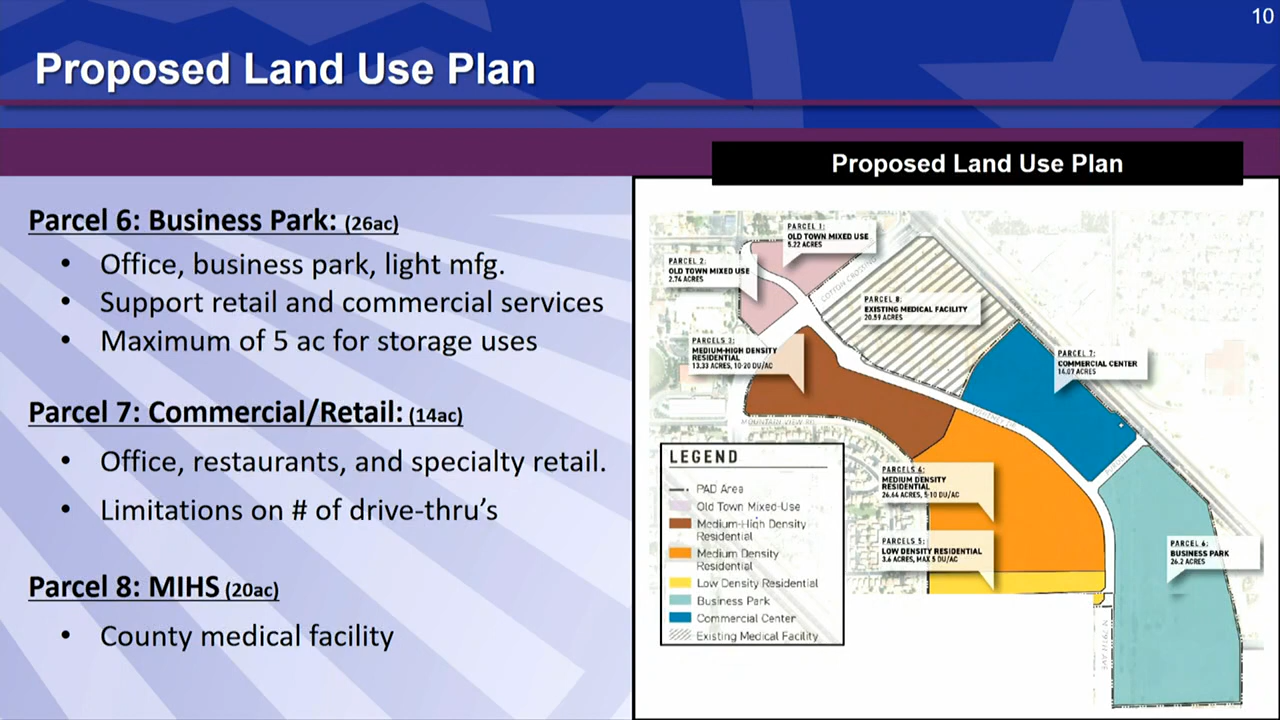 10
Proposed Land Use Plan
Proposed Land Use Plan
Parcel 6: Business Park: (26ac)
• Office, business park, light mfg.
• Support retail and commercial services
• Maximum of 5 ac for storage uses
Parcel 7: Commercial/Retail: (14ac)
• Office, restaurants, and specialty retail.
• Limitations on # of drive-thru’s
Parcel 8: MIHS (20ac)
• County medical facility
PARCEL 1:
OLD TOWN MIXED USE
5.22 ACRES
PARCEL 2:
OLD TOWN MIXED USE
2.74 ACRES
COTTON CROSSING
PARCEL 8:
EXISTING MEDICAL FACILITY
20.59 ACRES
PARCELS 3:
MEDIUM-HIGH DENSITY
RESIDENTIAL
13.33 ACRES, 10-20 DU/AC
PARCEL 7:
COMMERCIAL CENTER
14.07 ACRES
MOUNTAIN VIEW RD
PARCELS 4:
MEDIUM DENSITY
RESIDENTIAL
26.64 ACRES, 5-10 DU/AC
PARCELS 5:
LOW DENSITY RESIDENTIAL
3.6 ACRES, MAX 5 DU/AC
PARCEL 6:
BUSINESS PARK
26.2 ACRES
LEGEND
PAD Area
Old Town Mixed-Use
Medium-High Density
Residential
Medium Density
Residential
Low Density Residential
Business Park
Commercial Center
Existing Medical Facility